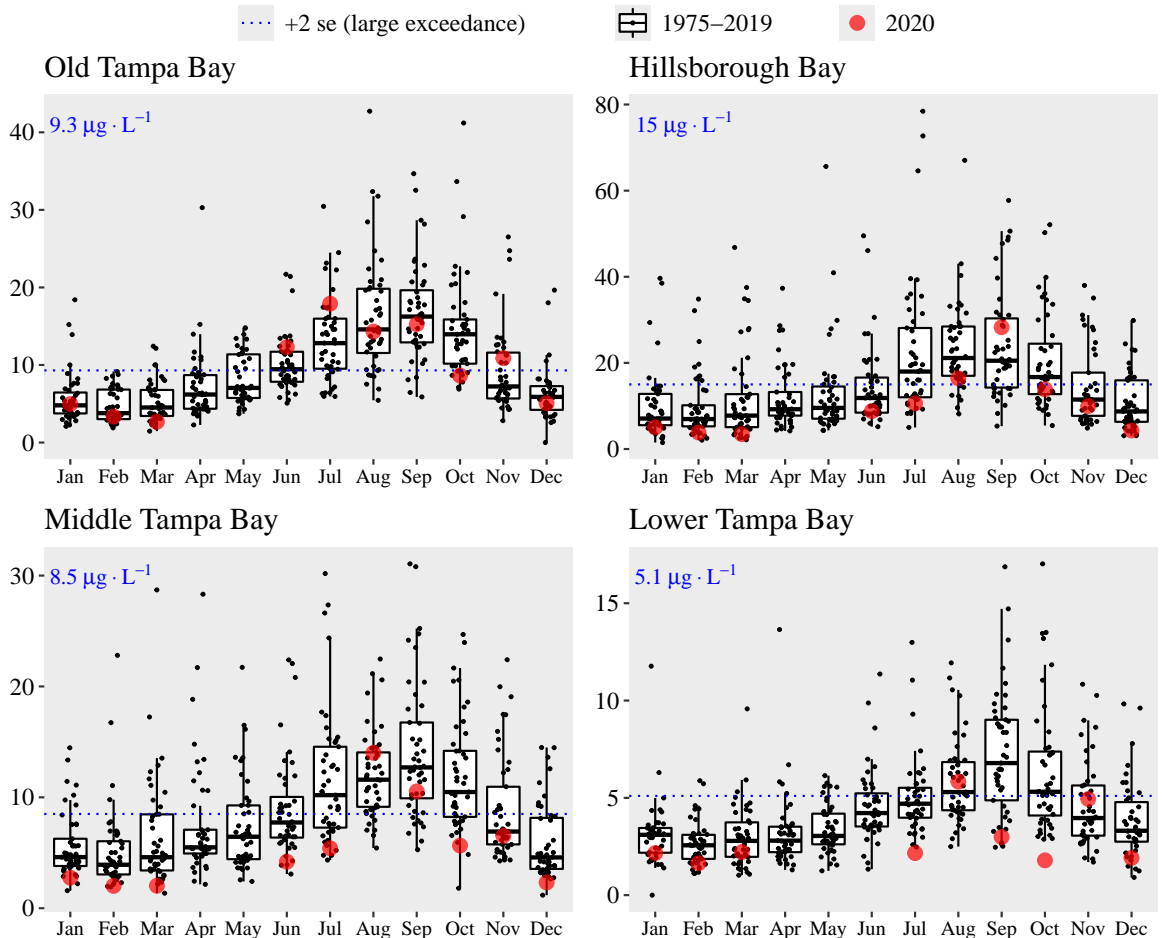 +2 se (large exceedance) 1975–2019 2020
Old Tampa Bay
9.3 μg · L⁻¹
40
30
20
10
0
Jan Feb Mar Apr May Jun Jul Aug Sep Oct Nov Dec
Hillsborough Bay
15 μg · L⁻¹
80
60
40
20
0
Jan Feb Mar Apr May Jun Jul Aug Sep Oct Nov Dec
Middle Tampa Bay
8.5 μg · L⁻¹
30
20
10
0
Jan Feb Mar Apr May Jun Jul Aug Sep Oct Nov Dec
Lower Tampa Bay
5.1 μg · L⁻¹
15
10
5
0
Jan Feb Mar Apr May Jun Jul Aug Sep Oct Nov Dec